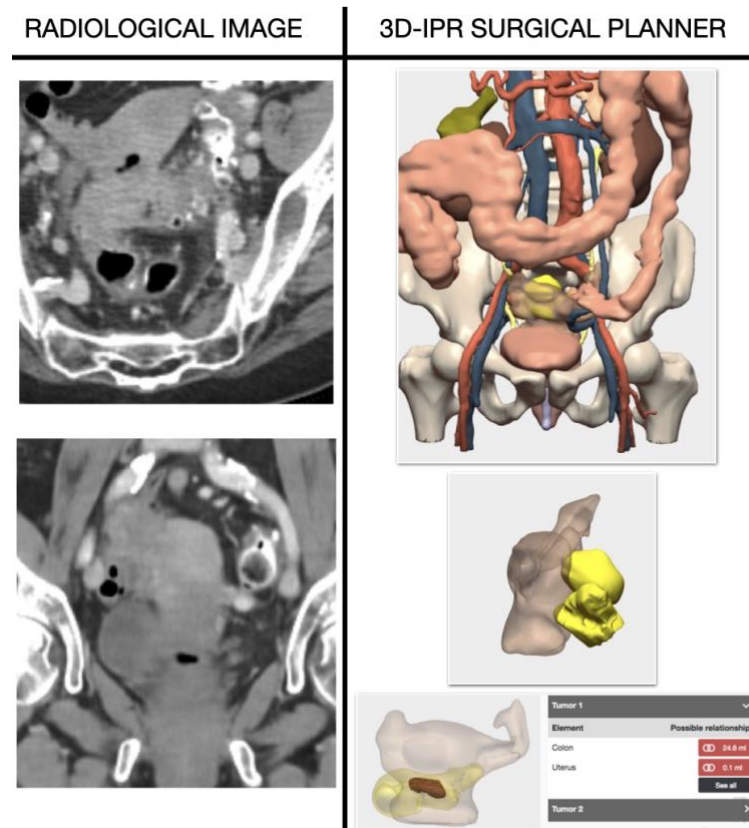 RADIOLOGICAL IMAGE
3D-IPR SURGICAL PLANNER
Tumor 1
Element Possible relationship
Colon 24.6 ml
Uterus 0.1 ml
See all
Tumor 2